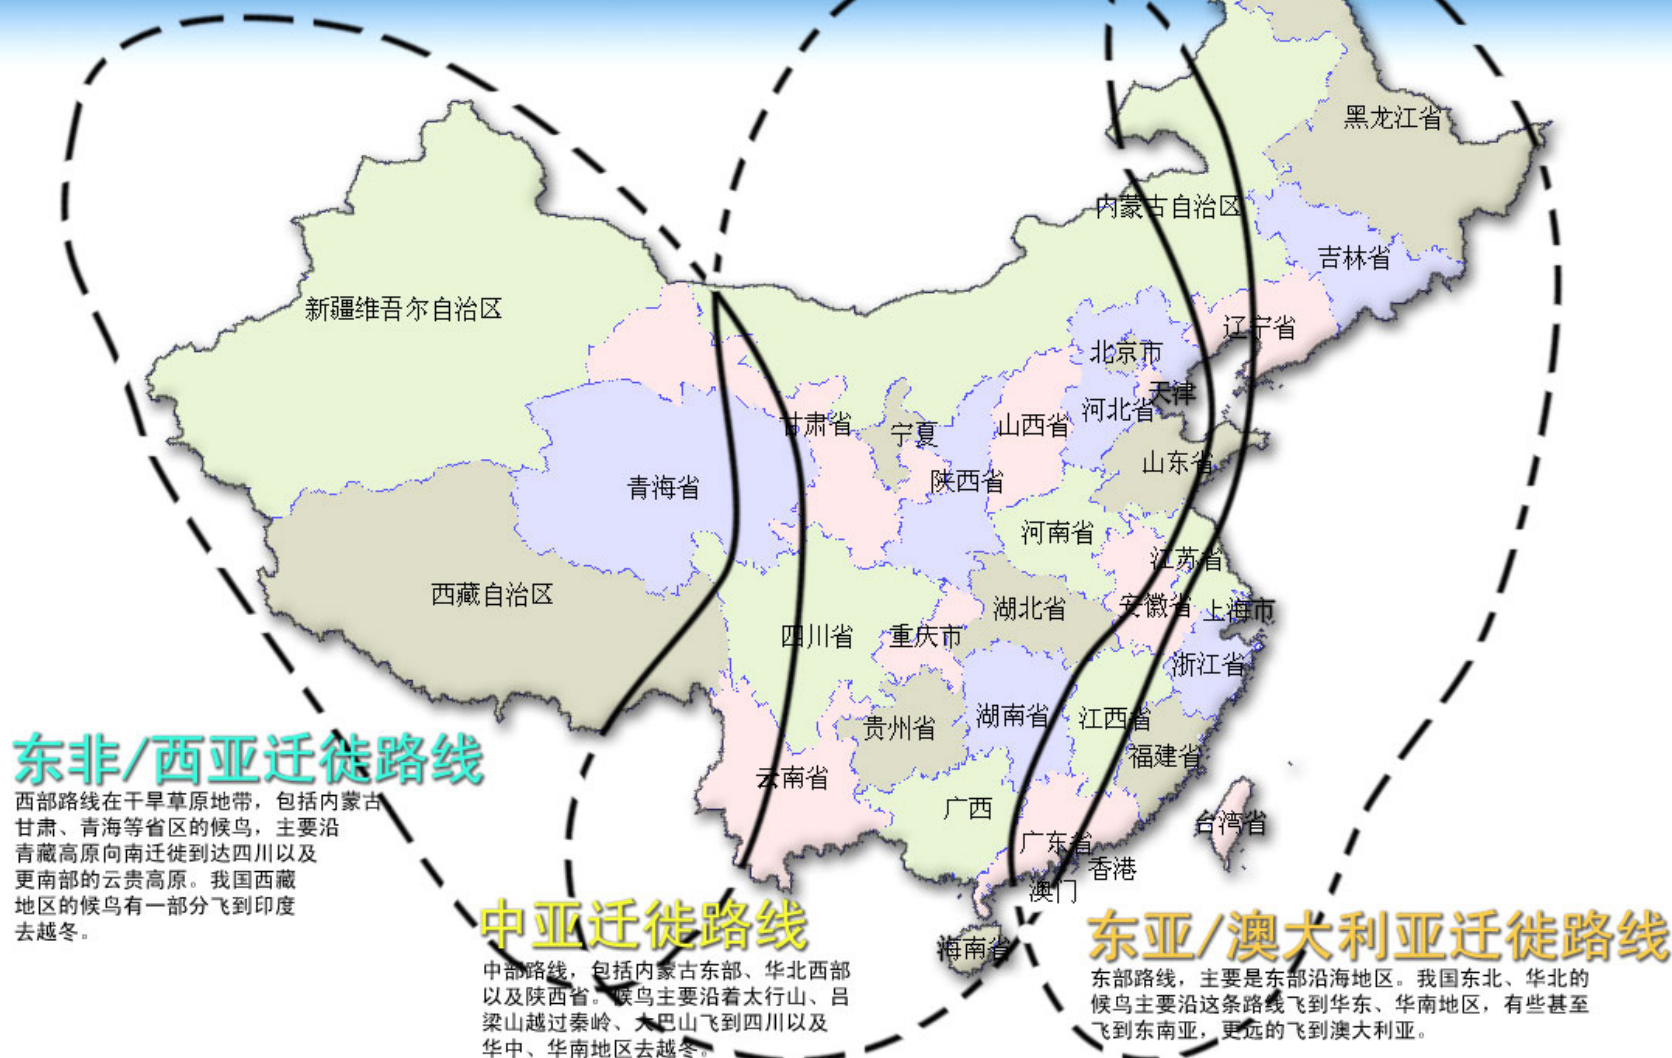 黑龙江省
内蒙古自治区
吉林省
新疆维吾尔自治区
辽宁省
北京市
天津
河北省
甘肃省
宁夏
山西省
山东省
陕西省
青海省
河南省
江苏省
西藏自治区
安徽省
上海市
湖北省
四川省
重庆市
浙江省
湖南省
江西省
贵州省
福建省
云南省
广西
台湾省
广东省
香港
澳门
海南省
东非/西亚迁徙路线
西部路线在干旱草原地带，包括内蒙古
甘肃、青海等省区的候鸟，主要沿
青藏高原向南迁徙到达四川以及
更南部的云贵高原。我国西藏
地区的候鸟有一部分飞到印度
去越冬。
中亚迁徙路线
中部路线，包括内蒙古东部、华北西部
以及陕西省。候鸟主要沿着太行山、吕
梁山越过秦岭、大巴山飞到四川以及
华中、华南地区去越冬。
东亚/澳大利亚迁徙路线
东部路线，主要是东部沿海地区。我国东北、华北的
候鸟主要沿这条路线飞到华东、华南地区，有些甚至
飞到东南亚，更远的飞到澳大利亚。